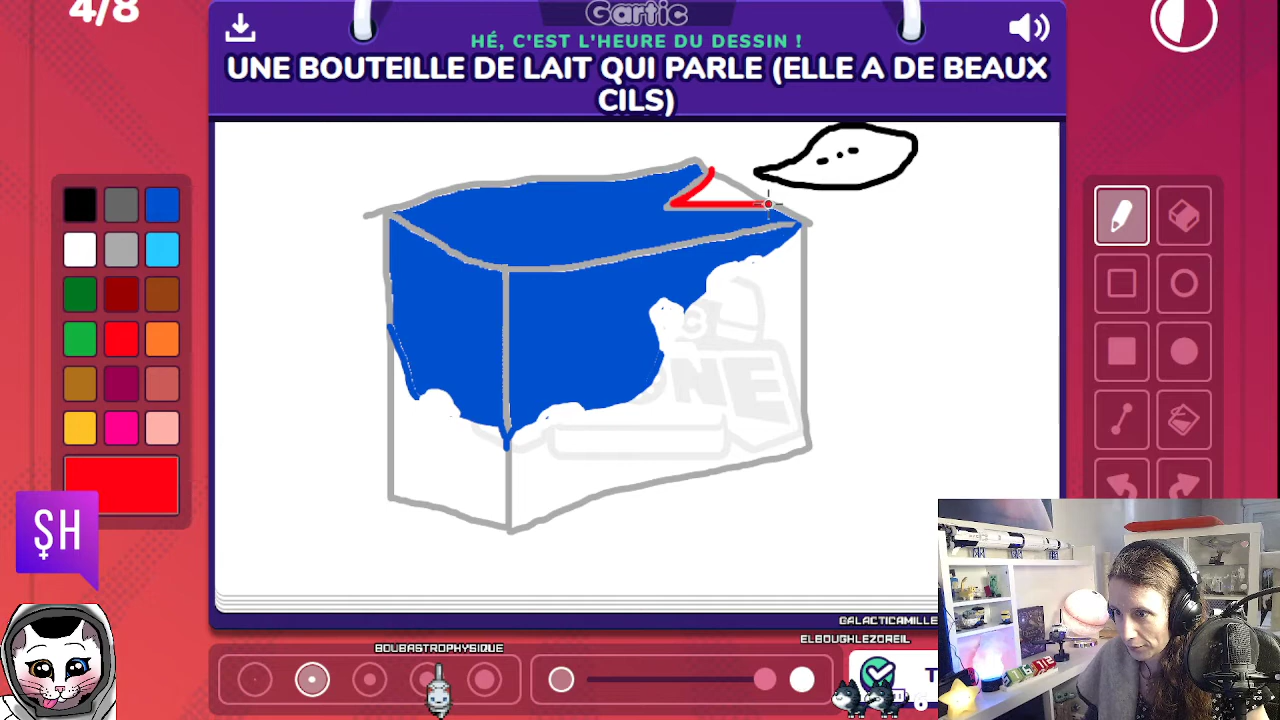 4/8
Gartic
HÉ, C'EST L'HEURE DU DESSIN !
UNE BOUTEILLE DE LAIT QUI PARLE (ELLE A DE BEAUX
CILS)
...
$H
GALACTICAMILLE
ELBOUGHLEZOREIL
BOUBASTROPHYSIQUE
T
6